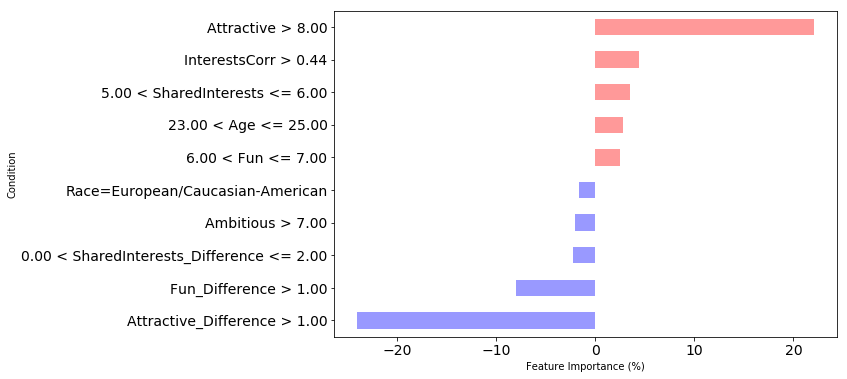 Attractive > 8.00
InterestsCorr > 0.44
5.00 < SharedInterests <= 6.00
23.00 < Age <= 25.00
6.00 < Fun <= 7.00
Race=European/Caucasian-American
Ambitious > 7.00
0.00 < SharedInterests_Difference <= 2.00
Fun_Difference > 1.00
Attractive_Difference > 1.00
Condition
−20 −10 0 10 20
Feature Importance (%)